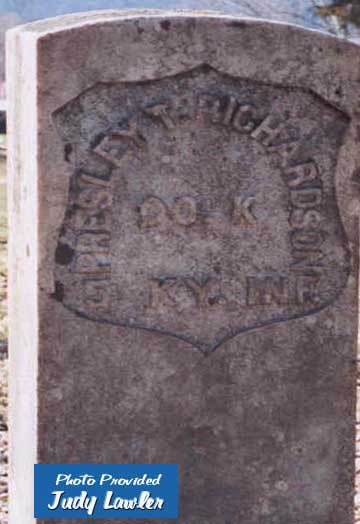 PRESLEY T. RICHARDSON
CO. K
KY. INF.
Photo Provided
Judy Lawler